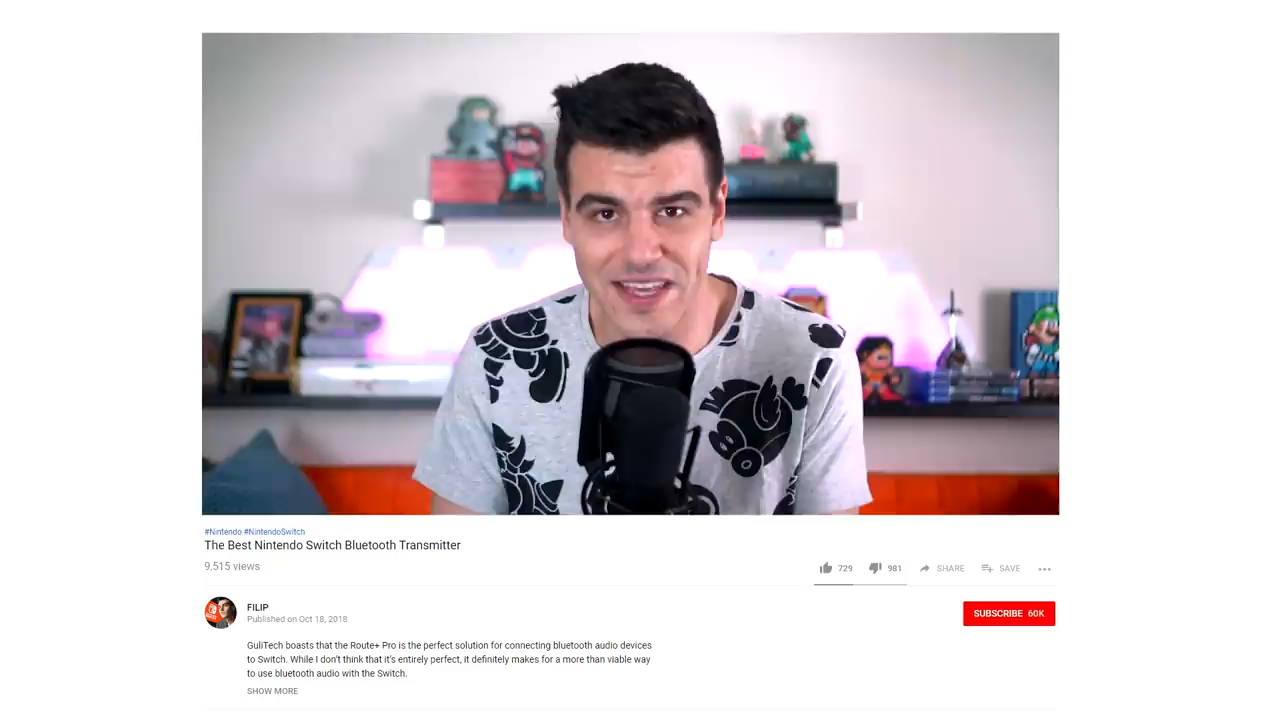 #Nintendo #NintendoSwitch
The Best Nintendo Switch Bluetooth Transmitter
9,515 views
729 981 SHARE SAVE
FILIP
Published on Oct 18, 2018
SUBSCRIBE 60K
GuliTech boasts that the Route+ Pro is the perfect solution for connecting bluetooth audio devices
to Switch. While I don't think that it's entirely perfect, it definitely makes for a more than viable way
to use bluetooth audio with the Switch.
SHOW MORE